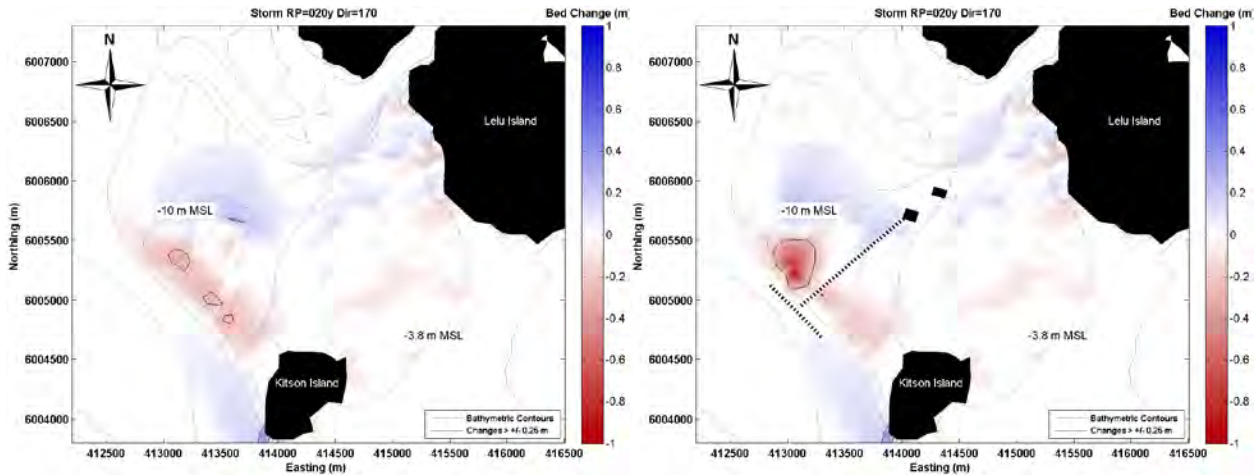 Storm RP=020y Dir=170
Bed Change (m)
N
Lelu Island
-10 m MSL
-3.8 m MSL
Kitson Island
Bathymetric Contours
Changes > +/- 0.25 m
6007000
6006500
6006000
6005500
6005000
6004500
6004000
Northing (m)
412500 413000 413500 414000 414500 415000 415500 416000 416500
Easting (m)
1
0.8
0.6
0.4
0.2
0
-0.2
-0.4
-0.6
-0.8
-1
Storm RP=020y Dir=170
Bed Change (m)
N
Lelu Island
-10 m MSL
-3.8 m MSL
Kitson Island
Bathymetric Contours
Changes > +/- 0.25 m
6007000
6006500
6006000
6005500
6005000
6004500
6004000
Northing (m)
412500 413000 413500 414000 414500 415000 415500 416000 416500
Easting (m)
1
0.8
0.6
0.4
0.2
0
-0.2
-0.4
-0.6
-0.8
-1